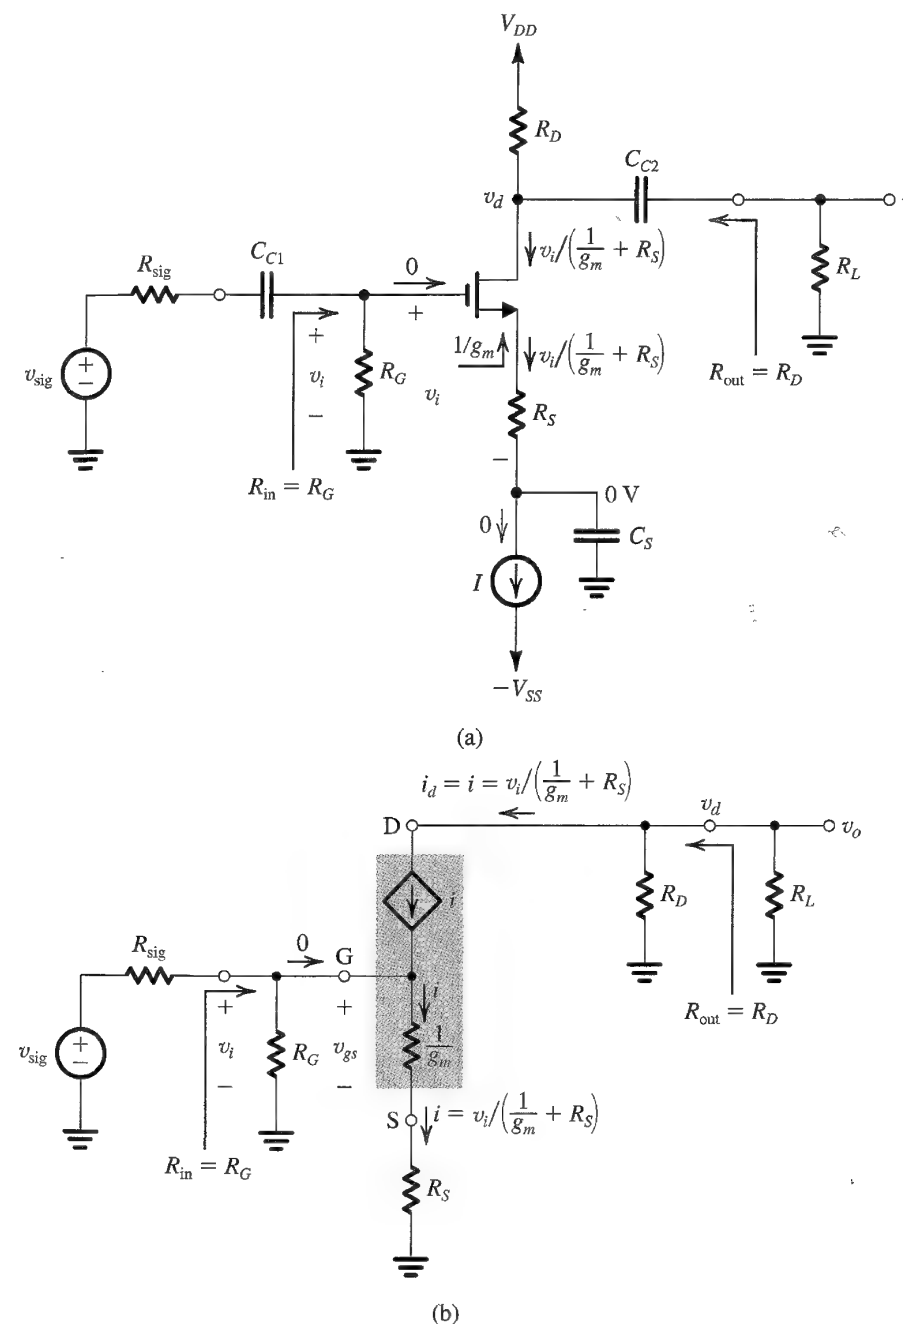 V_DD
R_D
C_C2
v_d
v_i/(1/g_m + R_S)
R_L
C_C1
R_sig
0
+
1/g_m
v_i/(1/g_m + R_S)
R_out = R_D
+
v_sig
+
−
v_i
−
R_G
v_i
R_S
−
R_in = R_G
0 V
0
C_S
I
−V_SS
(a)
i_d = i = v_i/(1/g_m + R_S)
v_d
D
v_o
i
R_D
R_L
R_sig
0
G
R_out = R_D
+
+
i
v_sig
+
−
v_i
R_G
v_gs
1/g_m
−
−
S
i = v_i/(1/g_m + R_S)
R_in = R_G
R_S
(b)